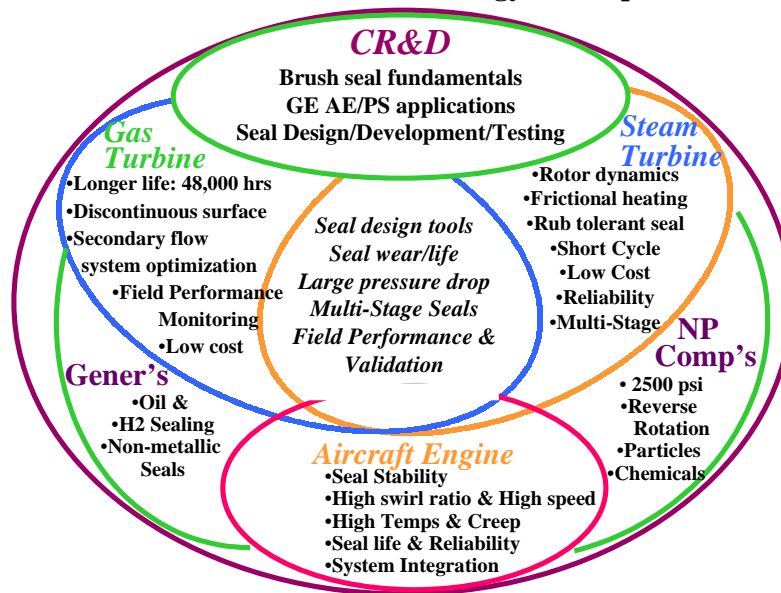 CR&D
Brush seal fundamentals
GE AE/PS applications
Seal Design/Development/Testing
Gas
Turbine
•Longer life: 48,000 hrs
•Discontinuous surface
•Secondary flow
system optimization
•Field Performance
Monitoring
•Low cost
Steam
Turbine
•Rotor dynamics
•Frictional heating
•Rub tolerant seal
•Short Cycle
•Low Cost
•Reliability
•Multi-Stage
Seal design tools
Seal wear/life
Large pressure drop
Multi-Stage Seals
Field Performance &
Validation
Gener's
•Oil &
•H2 Sealing
•Non-metallic
Seals
NP
Comp's
• 2500 psi
•Reverse
Rotation
•Particles
•Chemicals
Aircraft Engine
•Seal Stability
•High swirl ratio & High speed
•High Temps & Creep
•Seal life & Reliability
•System Integration